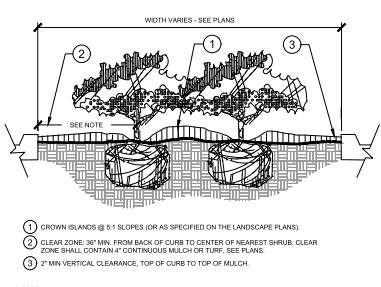 WIDTH VARIES - SEE PLANS
2
1
3
SEE NOTE
1 CROWN ISLANDS @ 5:1 SLOPES (OR AS SPECIFIED ON THE LANDSCAPE PLANS).
2 CLEAR ZONE: 36" MIN. FROM BACK OF CURB TO CENTER OF NEAREST SHRUB. CLEAR
ZONE SHALL CONTAIN 4" CONTINUOUS MULCH OR TURF, SEE PLANS.
3 2" MIN VERTICAL CLEARANCE, TOP OF CURB TO TOP OF MULCH.